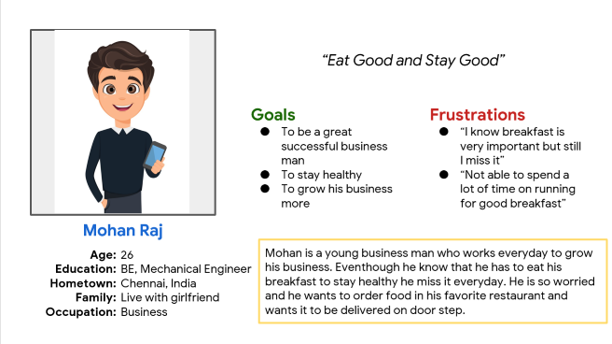 “Eat Good and Stay Good”
Goals
● To be a great
successful business
man
● To stay healthy
● To grow his business
more
Frustrations
● “I know breakfast is
very important but still
I miss it”
● “Not able to spend a
lot of time on running
for good breakfast”
Mohan Raj
Age: 26
Education: BE, Mechanical Engineer
Hometown: Chennai, India
Family: Live with girlfriend
Occupation: Business
Mohan is a young business man who works everyday to grow
his business. Eventhough he know that he has to eat his
breakfast to stay healthy he miss it everyday. He is so worried
and he wants to order food in his favorite restaurant and
wants it to be delivered on door step.